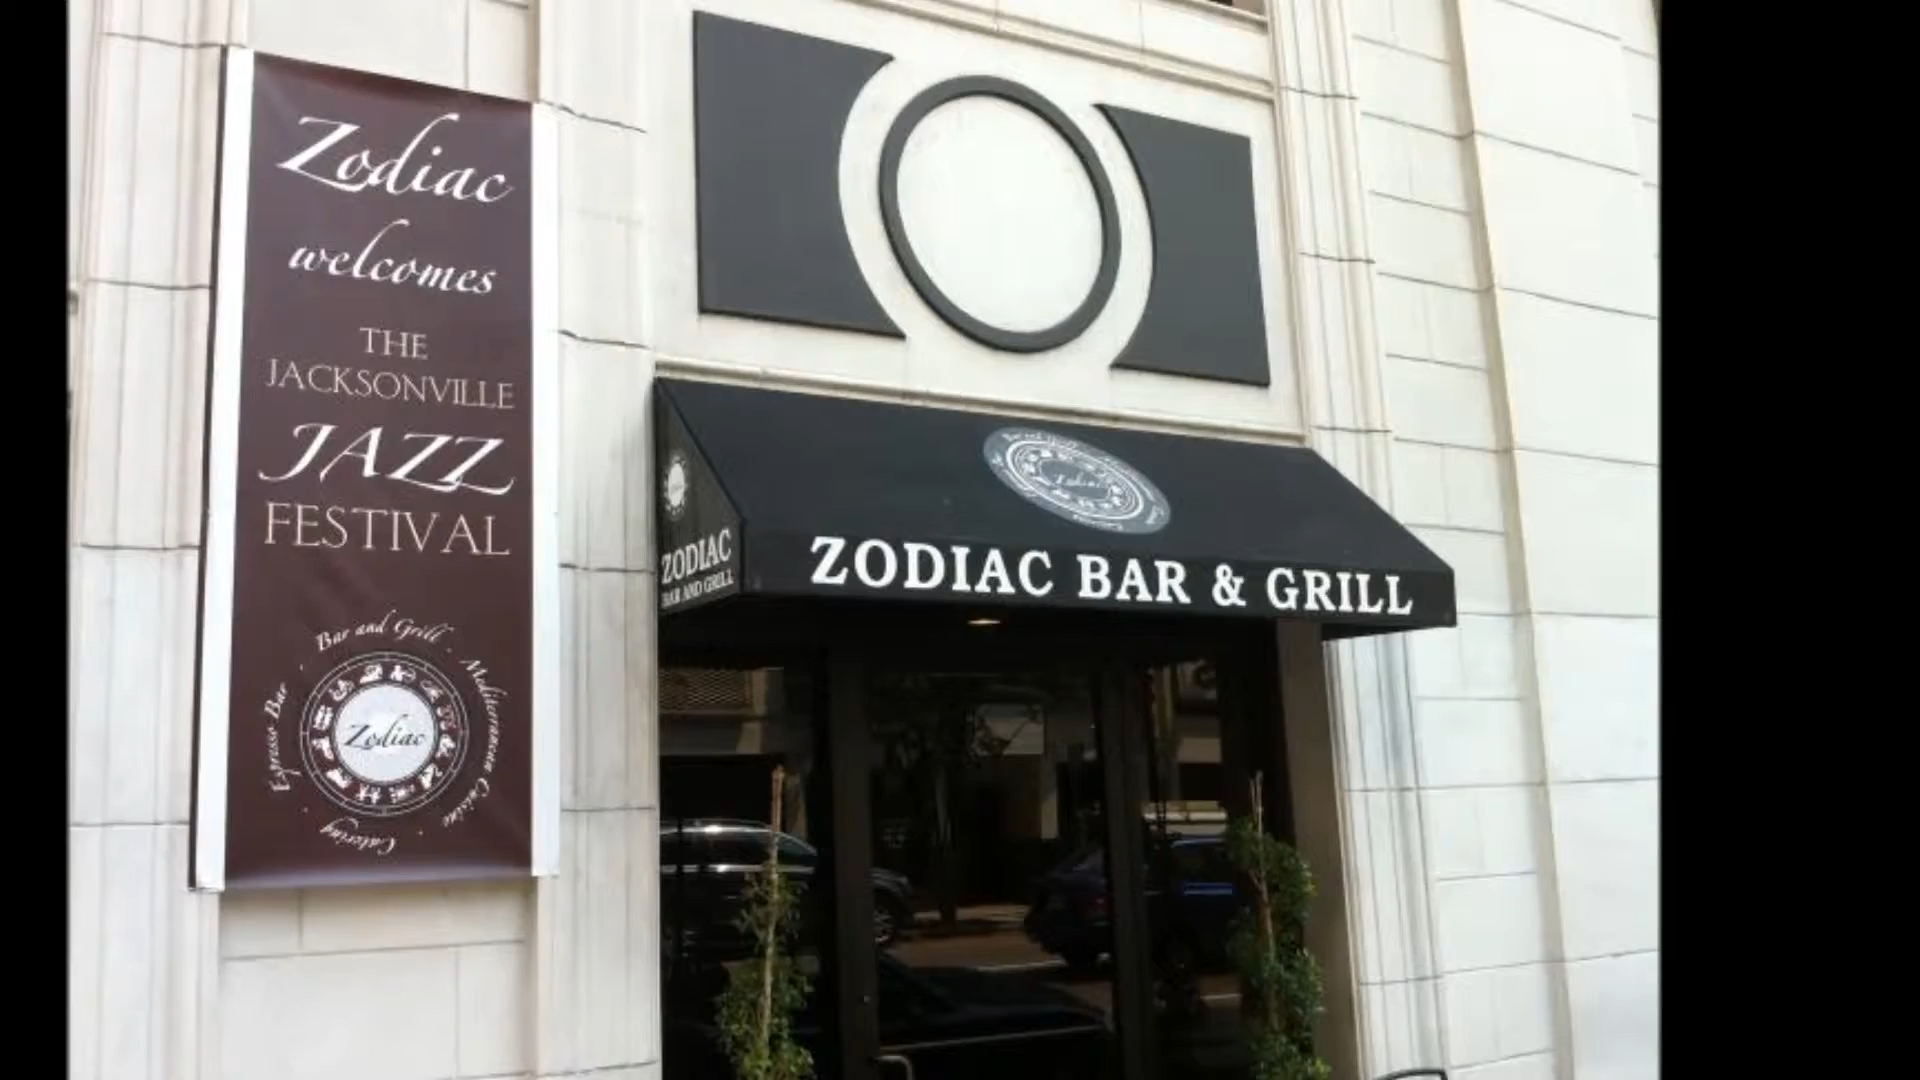 Zodiac
welcomes
THE
JACKSONVILLE
JAZZ
FESTIVAL
Bar and Grill · Mediterranean Cuisine · Catering · Espresso Bar ·
Zodiac
ZODIAC
BAR AND GRILL
Zodiac
ZODIAC BAR & GRILL